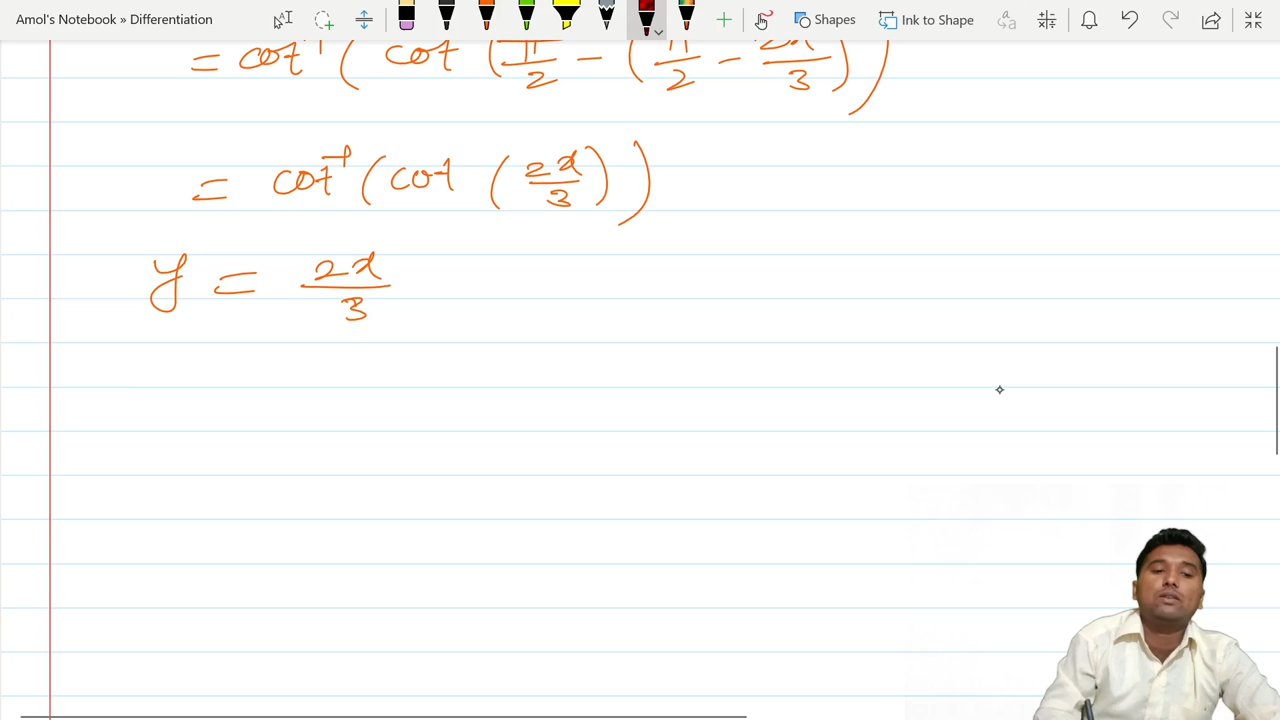 Amol's Notebook » Differentiation
Shapes
Ink to Shape
= cot⁻¹ ( cot ( π/2 − ( π/2 − 2x/3 ) )
= cot⁻¹ ( cot ( 2x/3 ) )
y = 2x/3